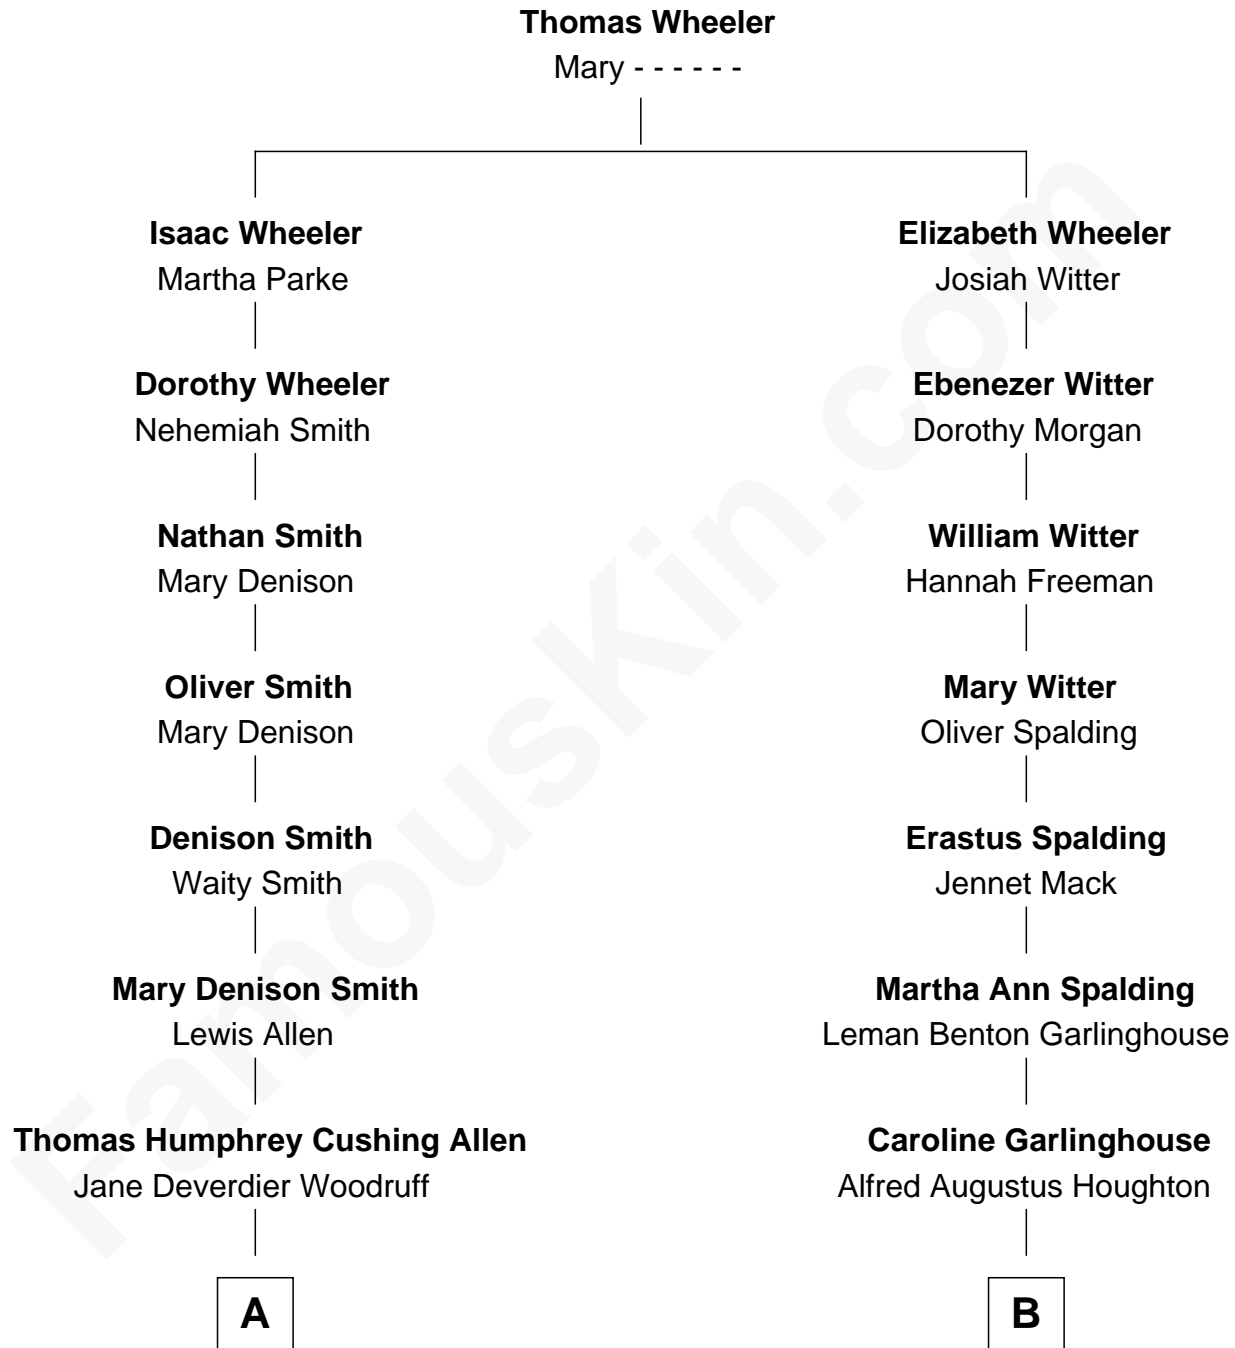 Thomas Wheeler
Mary - - - - - -
Isaac Wheeler
Martha Parke
Elizabeth Wheeler
Josiah Witter
Dorothy Wheeler
Nehemiah Smith
Ebenezer Witter
Dorothy Morgan
Nathan Smith
Mary Denison
William Witter
Hannah Freeman
Oliver Smith
Mary Denison
Mary Witter
Oliver Spalding
Denison Smith
Waity Smith
Erastus Spalding
Jennet Mack
Mary Denison Smith
Lewis Allen
Martha Ann Spalding
Leman Benton Garlinghouse
Thomas Humphrey Cushing Allen
Jane Deverdier Woodruff
Caroline Garlinghouse
Alfred Augustus Houghton
A
B
FamousKin.com